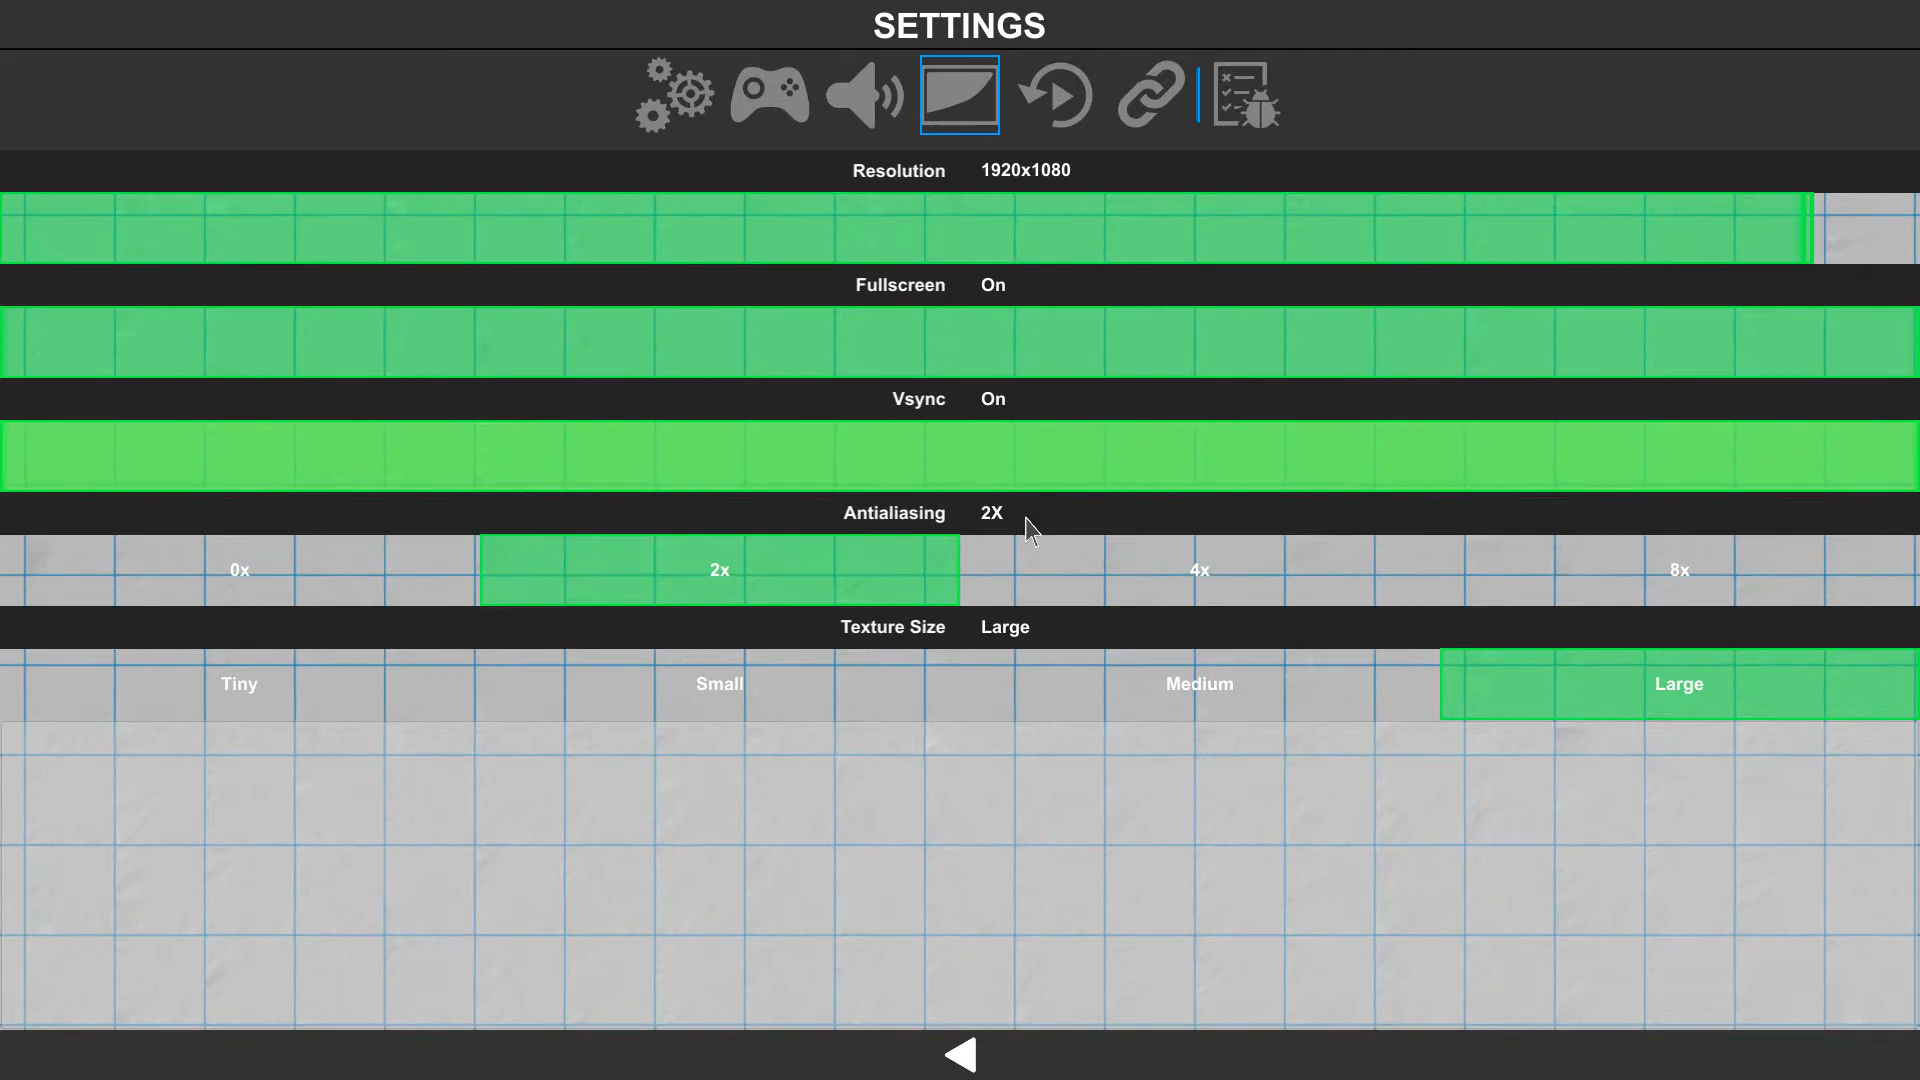 SETTINGS
Resolution 1920x1080
Fullscreen On
Vsync On
Antialiasing 2X
0x 2x 4x 8x
Texture Size Large
Tiny Small Medium Large